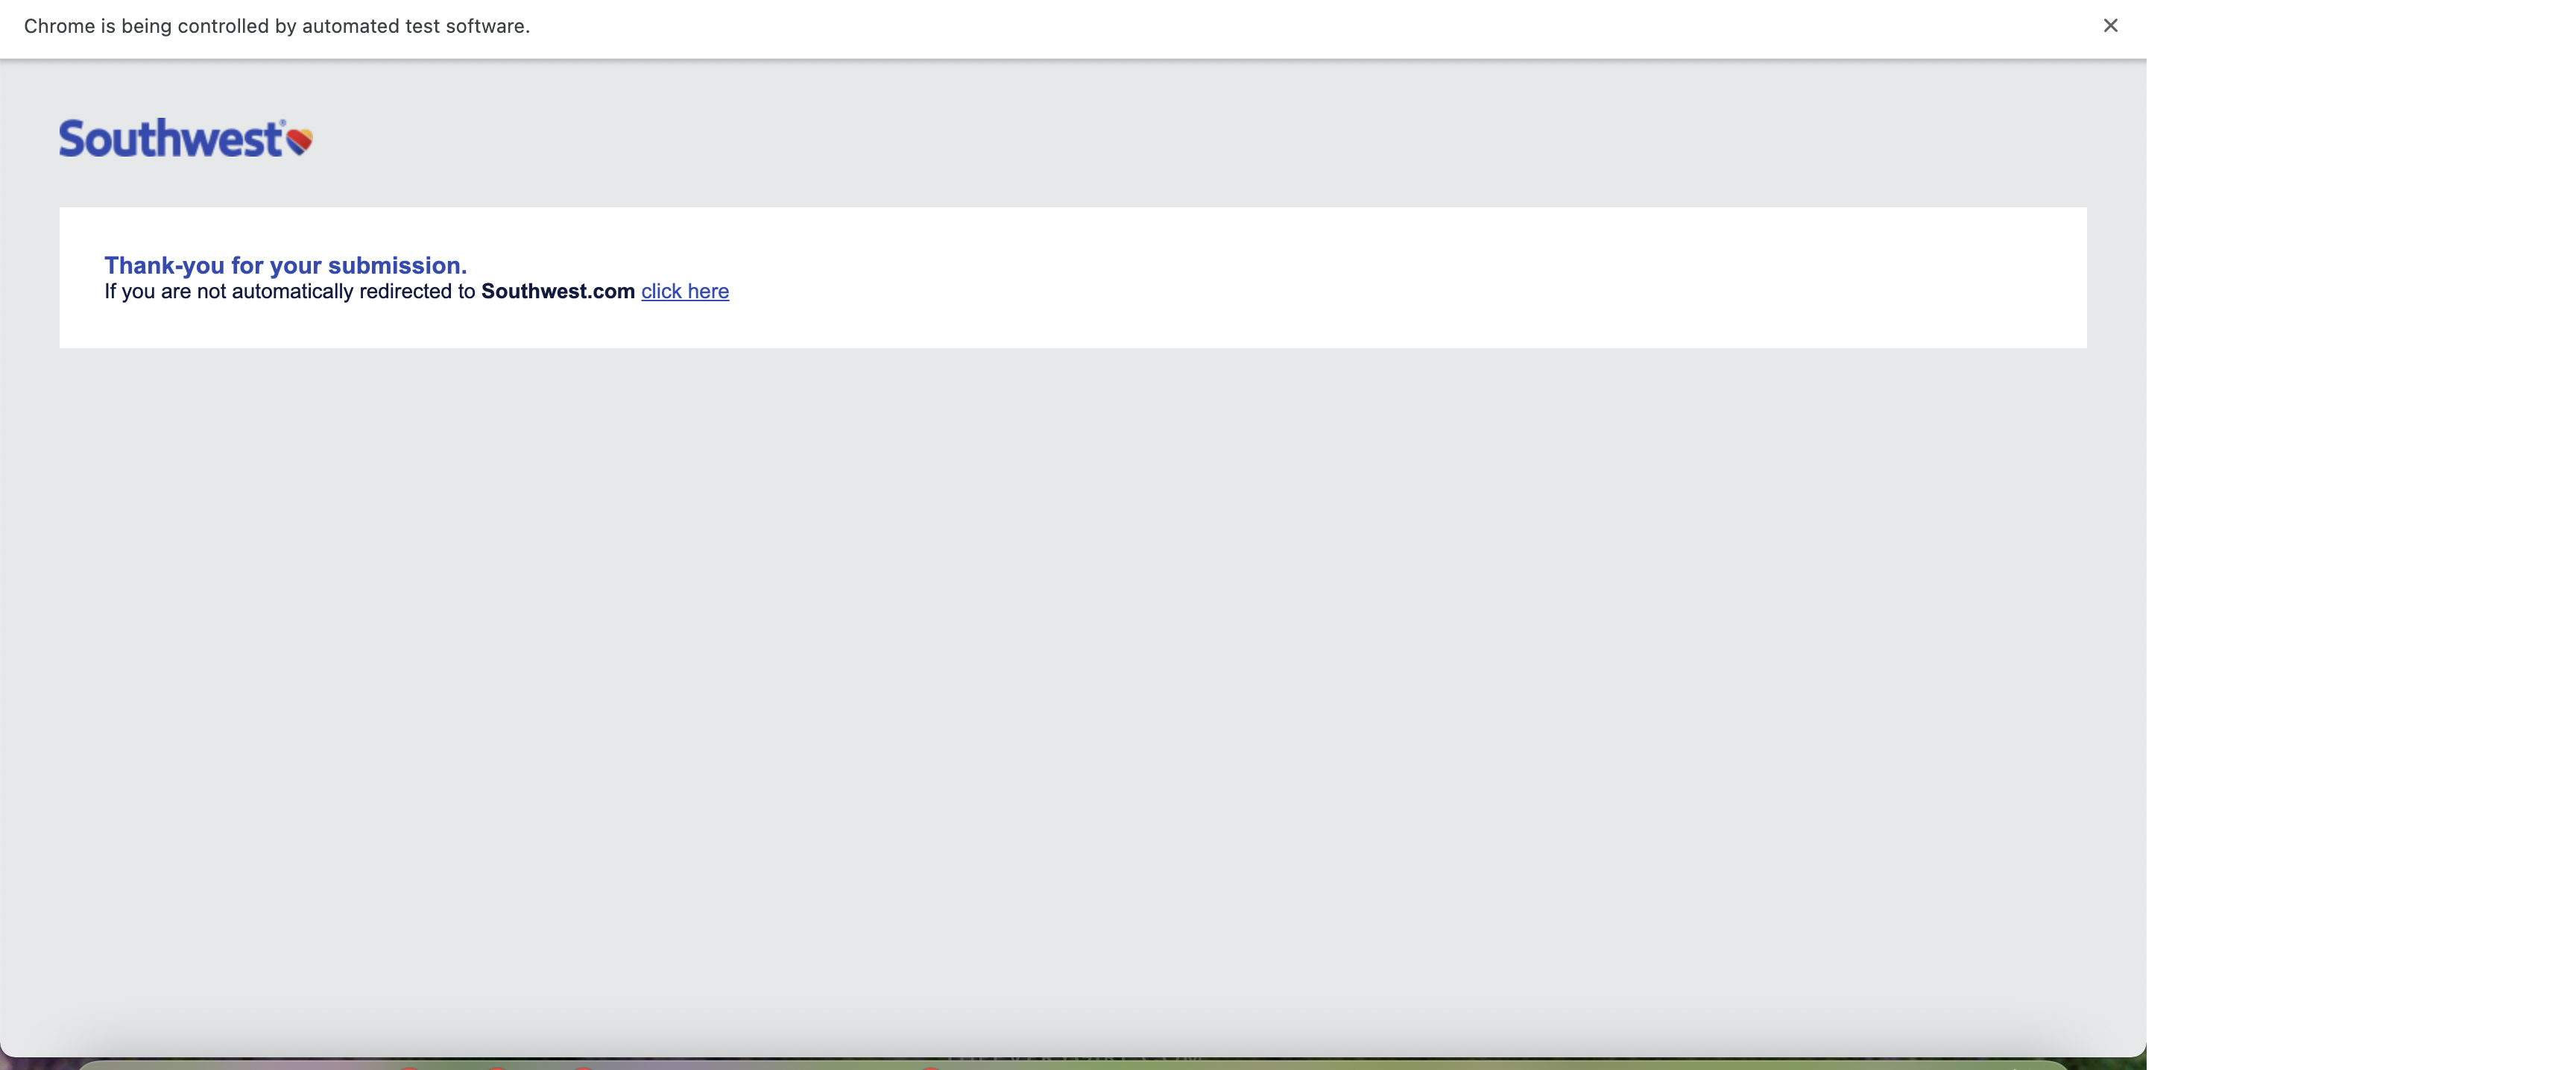 Chrome is being controlled by automated test software.
Southwest®
Thank-you for your submission.
If you are not automatically redirected to Southwest.com click here